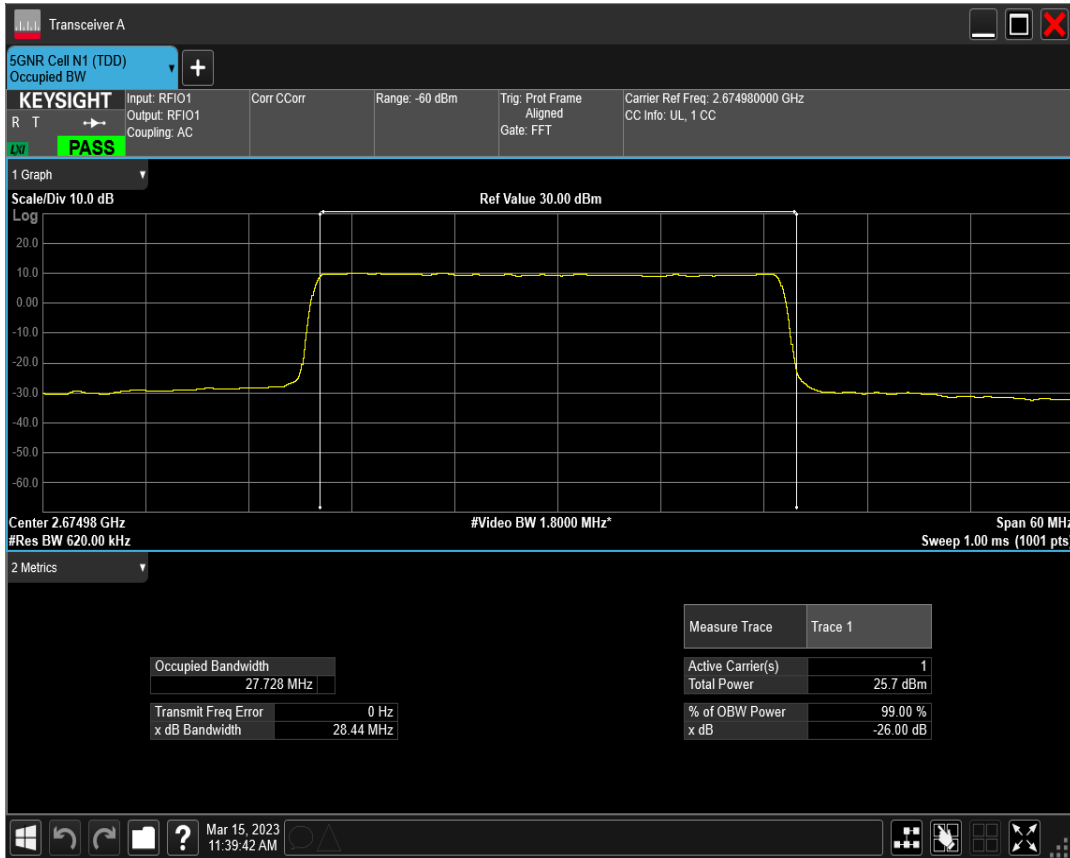 Transceiver A
5GNR Cell N1 (TDD)
Occupied BW
+
KEYSIGHT
R T
LXI
PASS
Input: RFIO1
Output: RFIO1
Coupling: AC
Corr CCorr
Range: -60 dBm
Trig: Prot Frame
Aligned
Gate: FFT
Carrier Ref Freq: 2.674980000 GHz
CC Info: UL, 1 CC
1 Graph
Scale/Div 10.0 dB
Ref Value 30.00 dBm
Log
20.0
10.0
0.00
-10.0
-20.0
-30.0
-40.0
-50.0
-60.0
Center 2.67498 GHz
#Video BW 1.8000 MHz*
Span 60 MHz
#Res BW 620.00 kHz
Sweep 1.00 ms (1001 pts)
2 Metrics
Measure Trace Trace 1
Occupied Bandwidth
27.728 MHz
Active Carrier(s) 1
Total Power 25.7 dBm
Transmit Freq Error 0 Hz
x dB Bandwidth 28.44 MHz
% of OBW Power 99.00 %
x dB -26.00 dB
?
Mar 15, 2023
11:39:42 AM